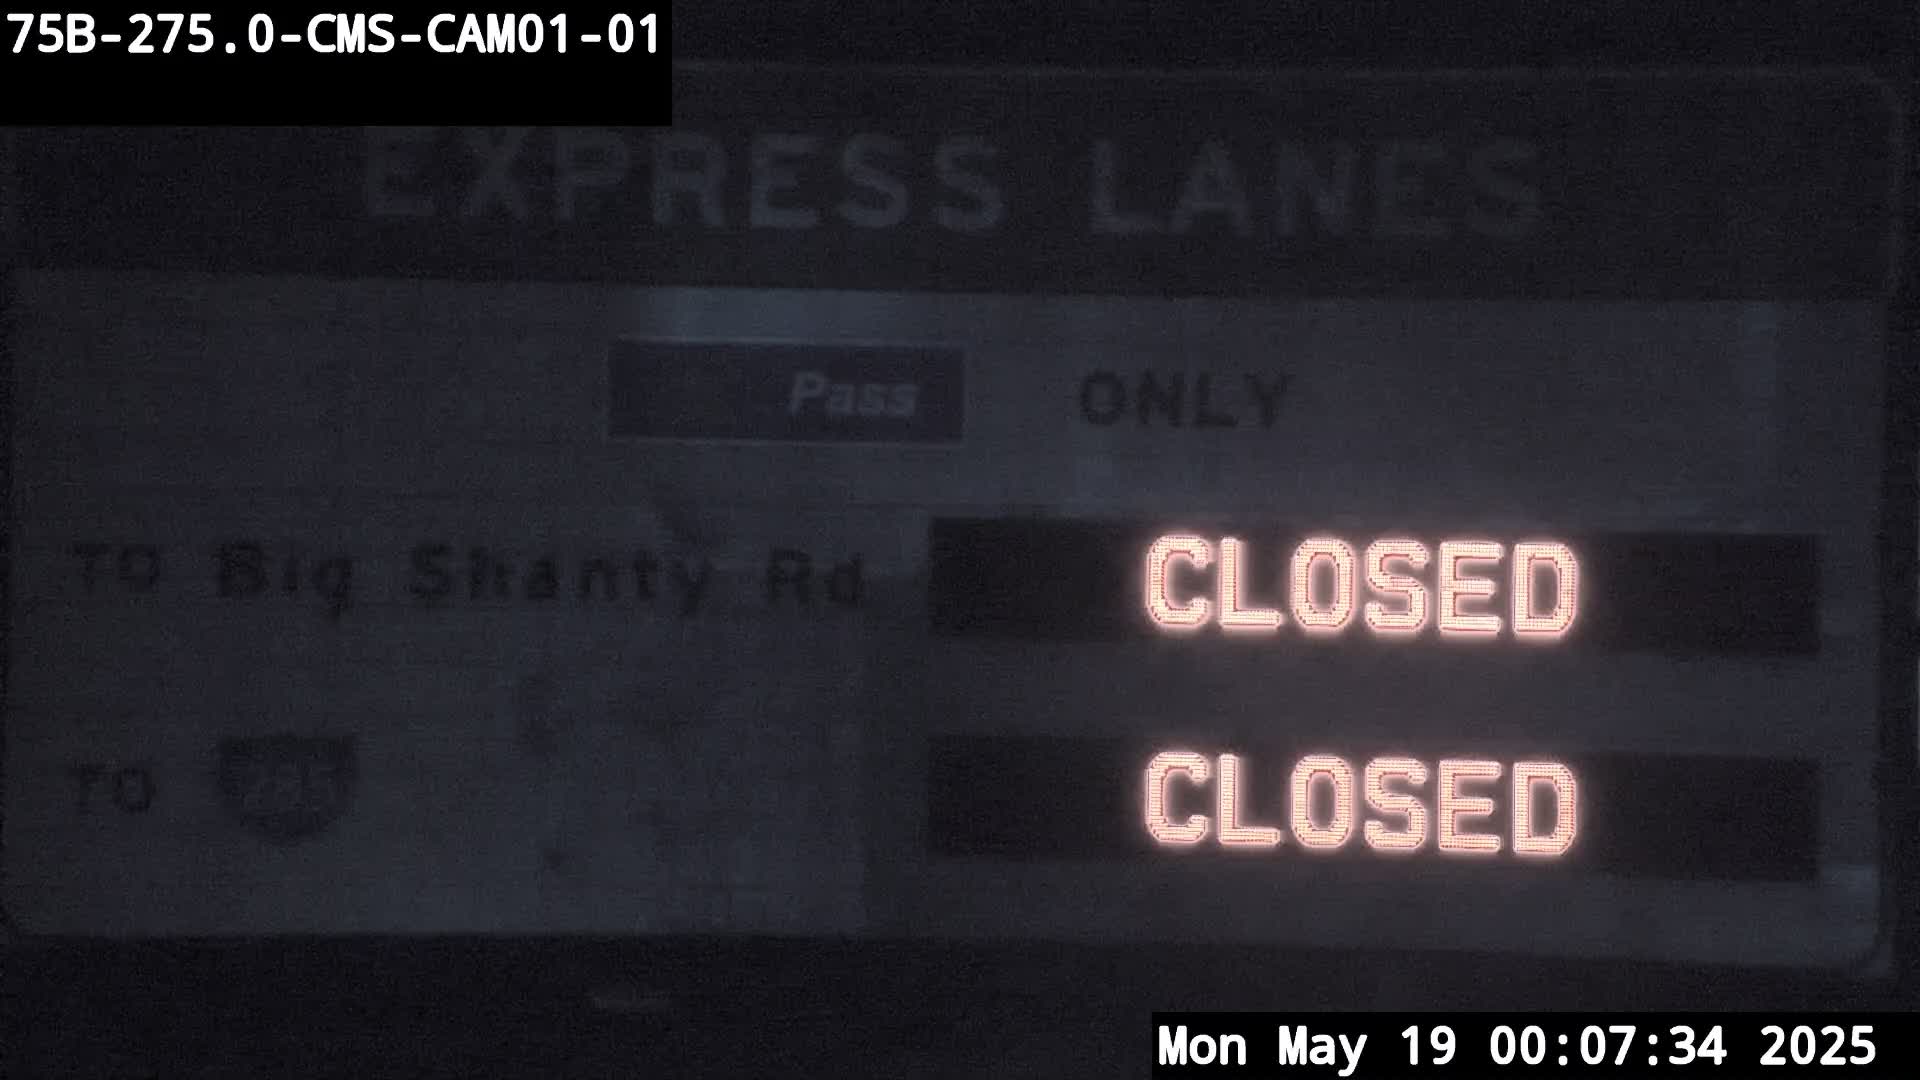 75B-275.0-CMS-CAM01-01
EXPRESS LANES
Pass ONLY
TO Big Shanty Rd CLOSED
TO 285 CLOSED
Mon May 19 00:07:34 2025